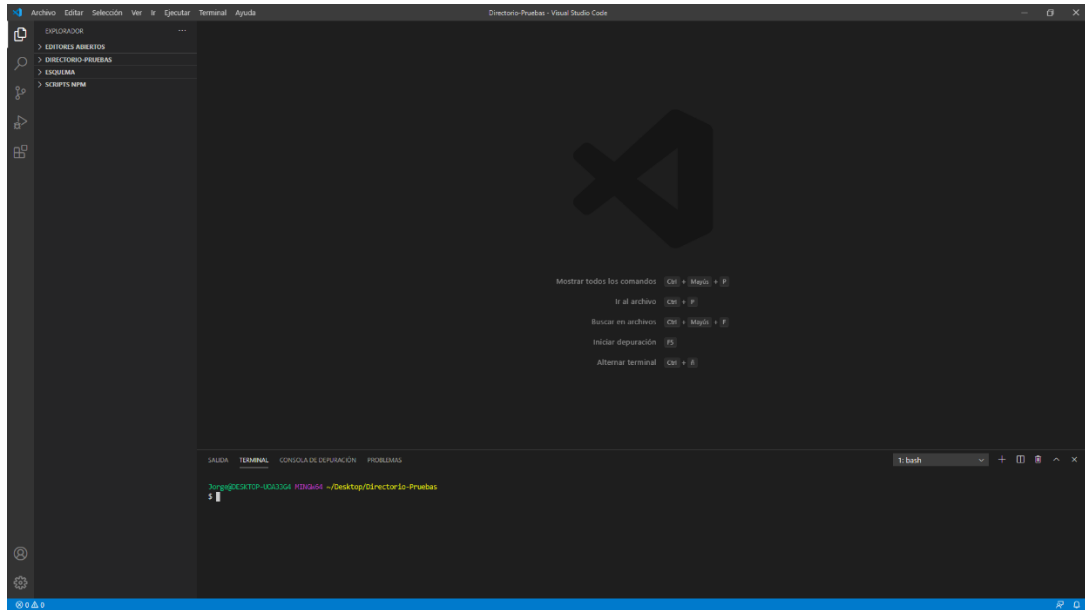 Archivo Editar Selección Ver Ir Ejecutar Terminal Ayuda
Directorio-Pruebas - Visual Studio Code
EXPLORADOR
EDITORES ABIERTOS
DIRECTORIO-PRUEBAS
ESQUEMA
SCRIPTS NPM
Mostrar todos los comandos Ctrl + Mayús + P
Ir al archivo Ctrl + P
Buscar en archivos Ctrl + Mayús + F
Iniciar depuración F5
Alternar terminal Ctrl + Ñ
SALIDA TERMINAL CONSOLA DE DEPURACIÓN PROBLEMAS
1: bash
MINGW64 ~/Desktop/Directorio-Pruebas
$
0 0